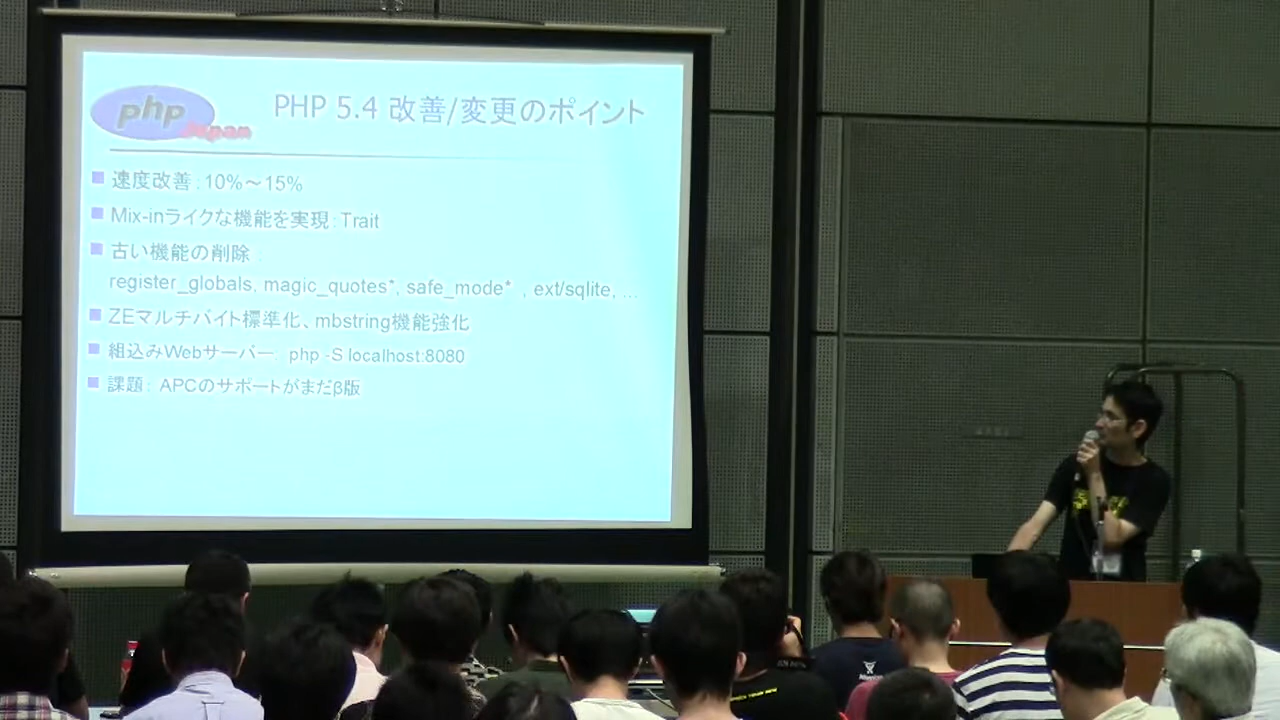 php
Japan
PHP 5.4 改善/変更のポイント
速度改善：10%～15%
Mix-inライクな機能を実現：Trait
古い機能の削除：
register_globals, magic_quotes*, safe_mode* , ext/sqlite, ...
ZEマルチバイト標準化、mbstring機能強化
組込みWebサーバー： php -S localhost:8080
課題： APCのサポートがまだβ版